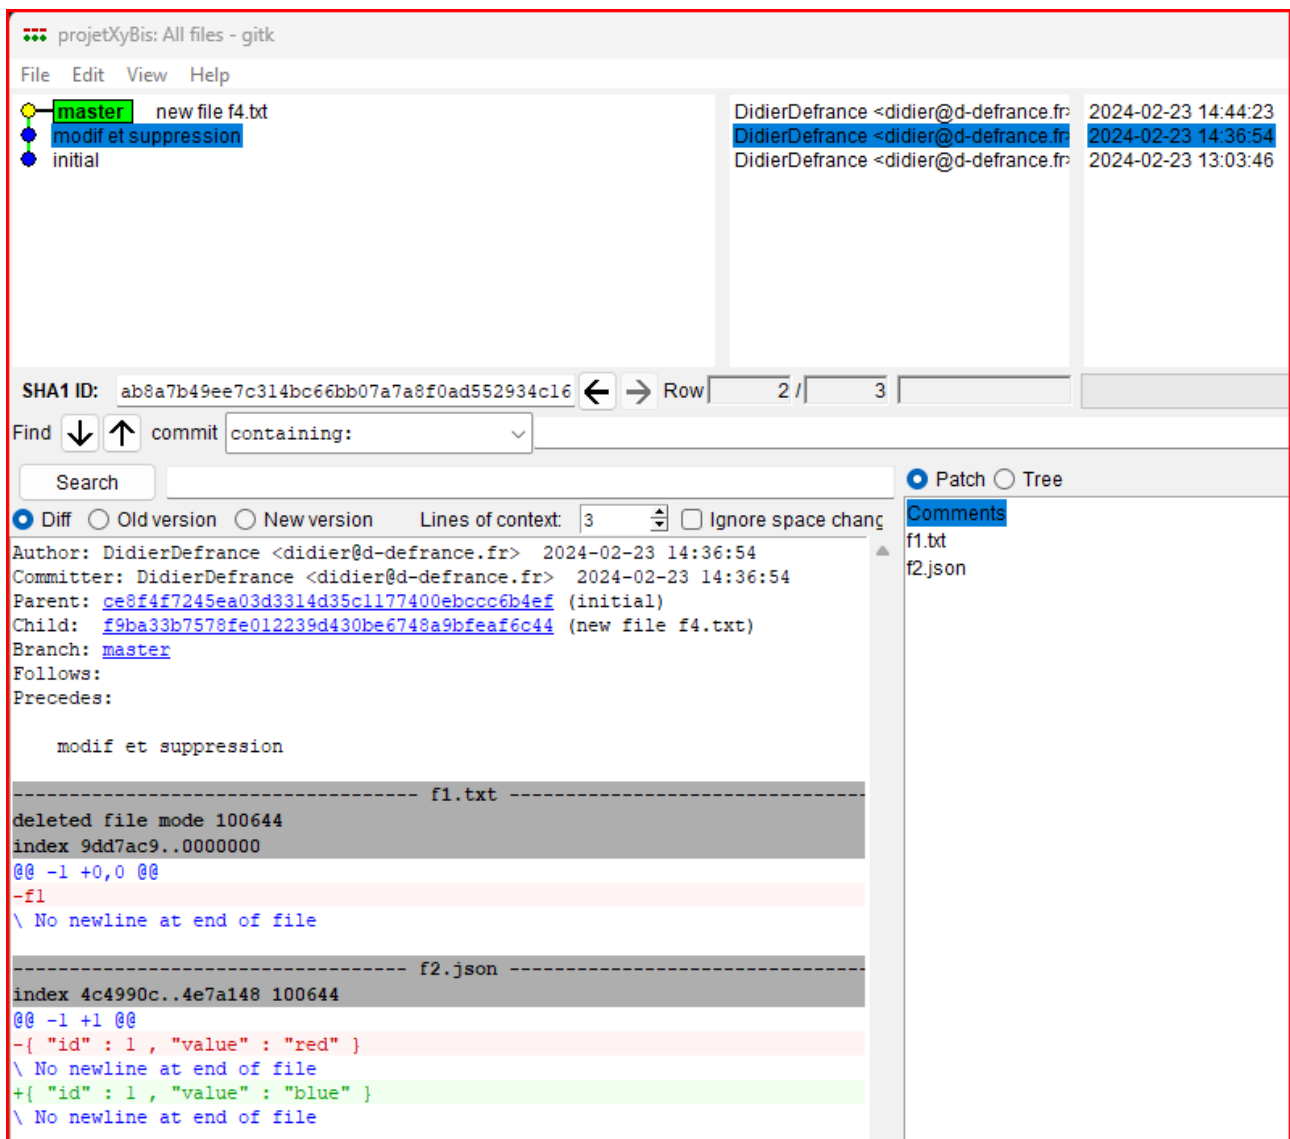 projetXyBis: All files - gitk
File Edit View Help
master new file f4.txt DidierDefrance <didier@d-defrance.fr> 2024-02-23 14:44:23
modif et suppression DidierDefrance <didier@d-defrance.fr> 2024-02-23 14:36:54
initial DidierDefrance <didier@d-defrance.fr> 2024-02-23 13:03:46
SHA1 ID: ab8a7b49ee7c314bc66bb07a7a8f0ad552934c16 Row 2 / 3
Find commit containing:
Search
Patch Tree
Diff Old version New version Lines of context: 3 Ignore space chang
Comments
f1.txt
f2.json
Author: DidierDefrance <didier@d-defrance.fr> 2024-02-23 14:36:54
Committer: DidierDefrance <didier@d-defrance.fr> 2024-02-23 14:36:54
Parent: ce8f4f7245ea03d3314d35c1177400ebccc6b4ef (initial)
Child: f9ba33b7578fe012239d430be6748a9bfeaf6c44 (new file f4.txt)
Branch: master
Follows:
Precedes:
modif et suppression
----------------------------------- f1.txt -----------------------------------
deleted file mode 100644
index 9dd7ac9..0000000
@@ -1 +0,0 @@
-f1
\ No newline at end of file
---------------------------------- f2.json ----------------------------------
index 4c4990c..4e7a148 100644
@@ -1 +1 @@
-{ "id" : 1 , "value" : "red" }
\ No newline at end of file
+{ "id" : 1 , "value" : "blue" }
\ No newline at end of file